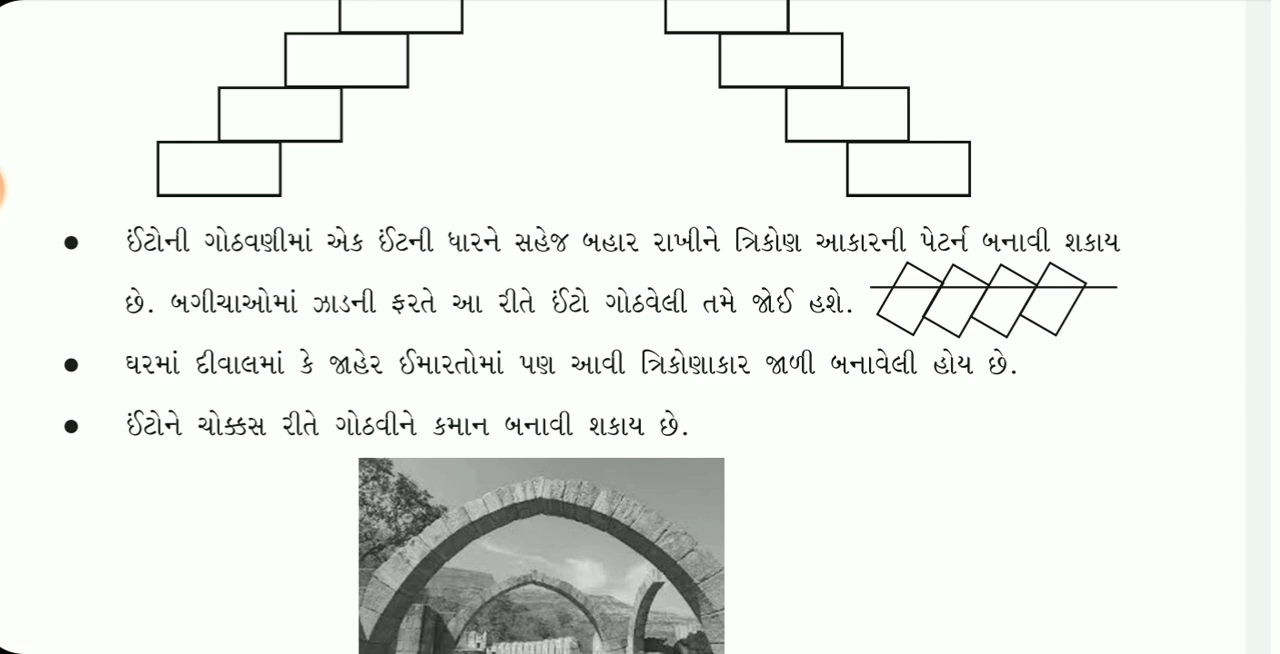 ● ઈંટોની ગોઠવણીમાં એક ઈંટની ધારને સહેજ બહાર રાખીને ત્રિકોણ આકારની પેટર્ન બનાવી શકાય
છે. બગીચાઓમાં ઝાડની ફરતે આ રીતે ઈંટો ગોઠવેલી તમે જોઈ હશે.
● ઘરમાં દીવાલમાં કે જાહેર ઈમારતોમાં પણ આવી ત્રિકોણાકાર જાળી બનાવેલી હોય છે.
● ઈંટોને ચોક્કસ રીતે ગોઠવીને કમાન બનાવી શકાય છે.